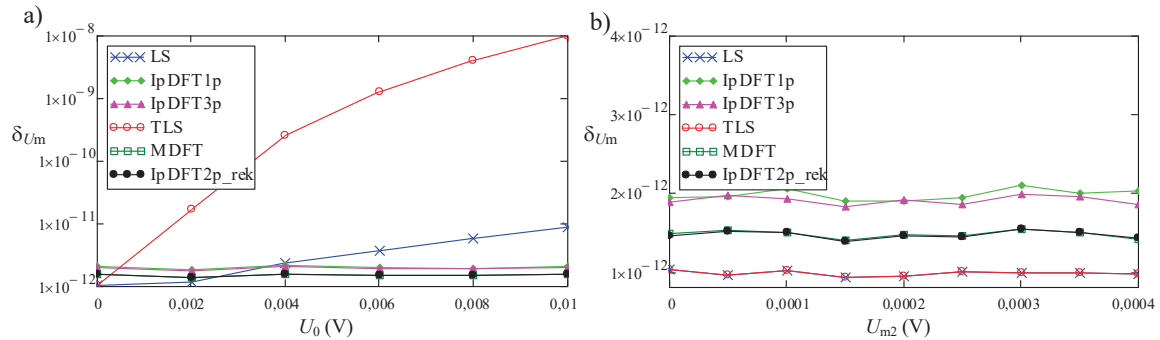 a)
1×10⁻⁸
1×10⁻⁹
1×10⁻¹⁰
1×10⁻¹¹
1×10⁻¹²
δUm
LS
IpDFT1p
IpDFT3p
TLS
MDFT
IpDFT2p_rek
0 0,002 0,004 0,006 0,008 0,01
U₀ (V)
b)
4×10⁻¹²
3×10⁻¹²
2×10⁻¹²
1×10⁻¹²
δUm
LS
IpDFT1p
IpDFT3p
TLS
MDFT
IpDFT2p_rek
0 0,0001 0,0002 0,0003 0,0004
Um2 (V)